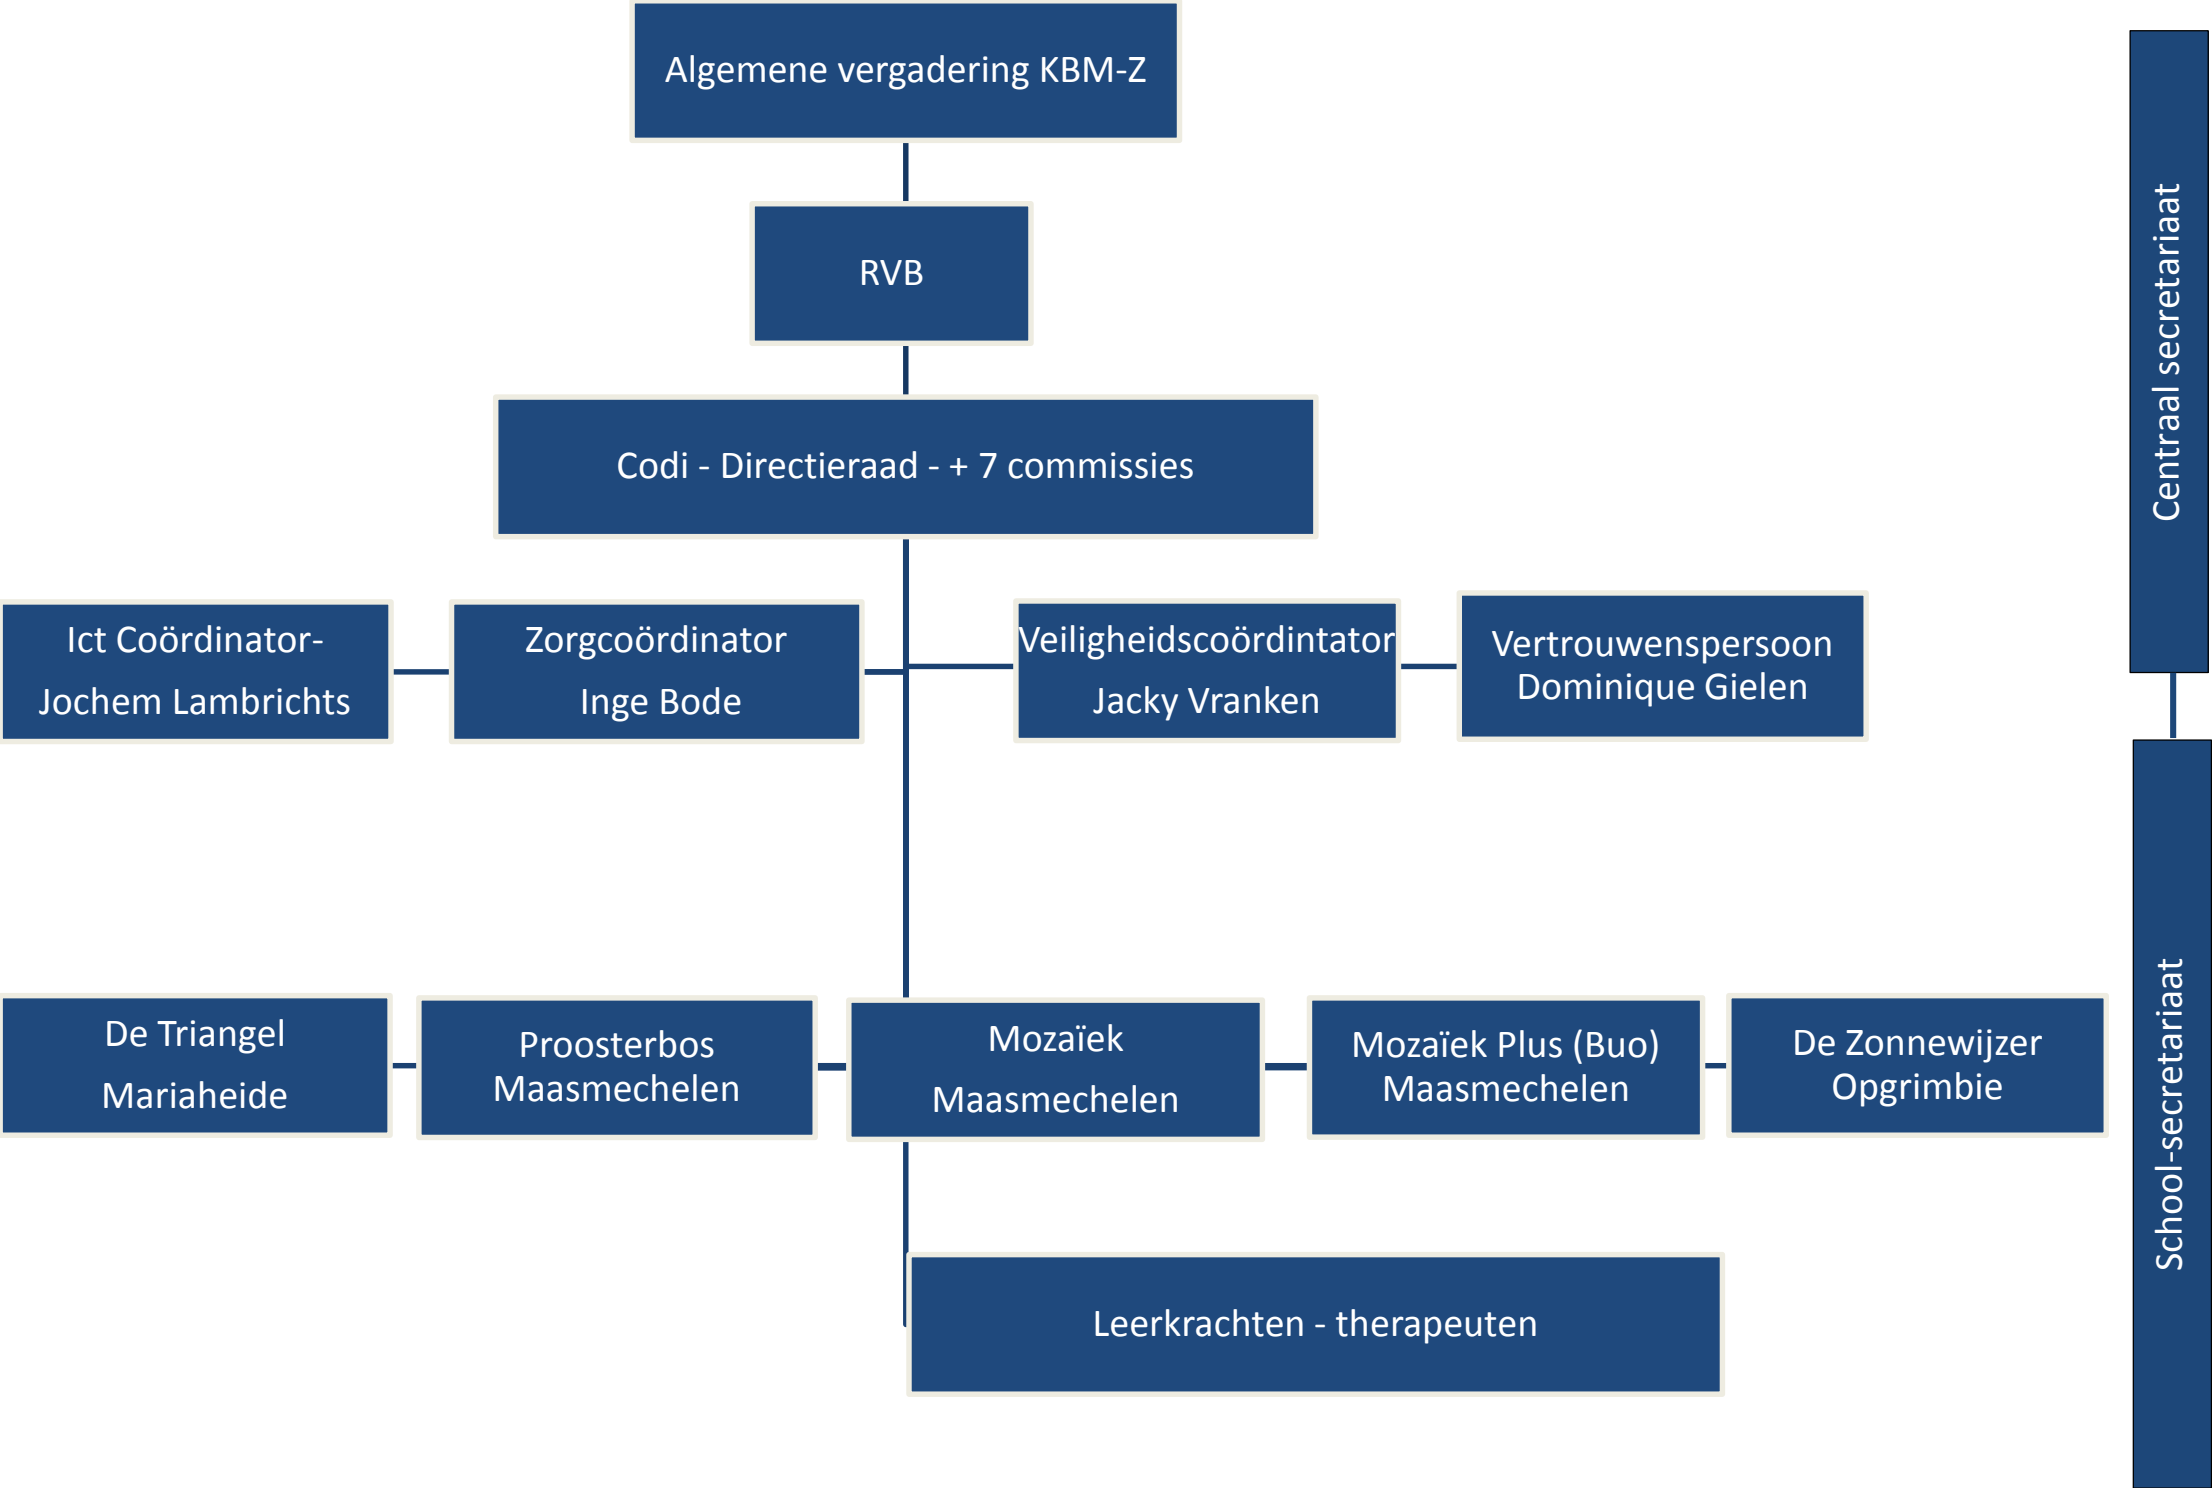 Algemene vergadering KBM-Z
RVB
Codi - Directieraad - + 7 commissies
Ict Coördinator-
Jochem Lambrichts
Zorgcoördinator
Inge Bode
Veiligheidscoördintator
Jacky Vranken
Vertrouwenspersoon
Dominique Gielen
De Triangel
Mariaheide
Proosterbos
Maasmechelen
Mozaïek
Maasmechelen
Mozaïek Plus (Buo)
Maasmechelen
De Zonnewijzer
Opgrimbie
Leerkrachten - therapeuten
Centraal secretariaat
School-secretariaat